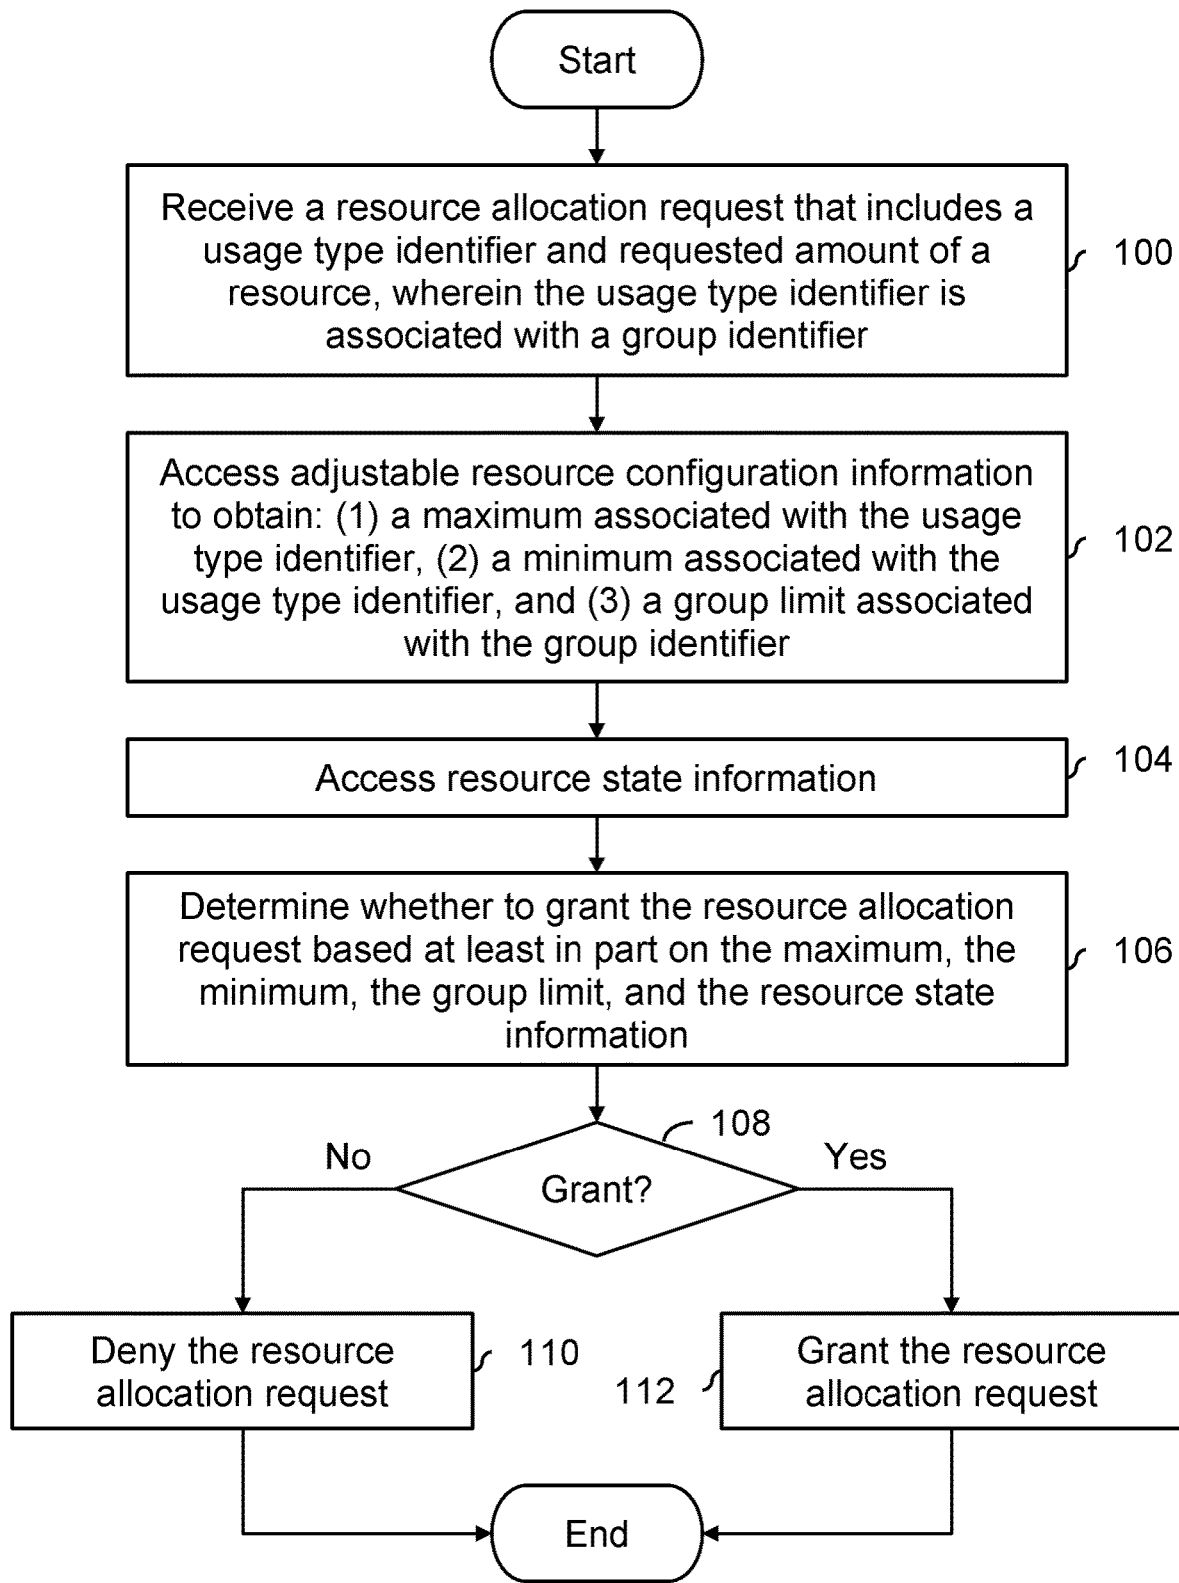 Start
Receive a resource allocation request that includes a
usage type identifier and requested amount of a
resource, wherein the usage type identifier is
associated with a group identifier
100
Access adjustable resource configuration information
to obtain: (1) a maximum associated with the usage
type identifier, (2) a minimum associated with the
usage type identifier, and (3) a group limit associated
with the group identifier
102
Access resource state information
104
Determine whether to grant the resource allocation
request based at least in part on the maximum, the
minimum, the group limit, and the resource state
information
106
108
No
Yes
Grant?
Deny the resource
allocation request
110
112
Grant the resource
allocation request
End